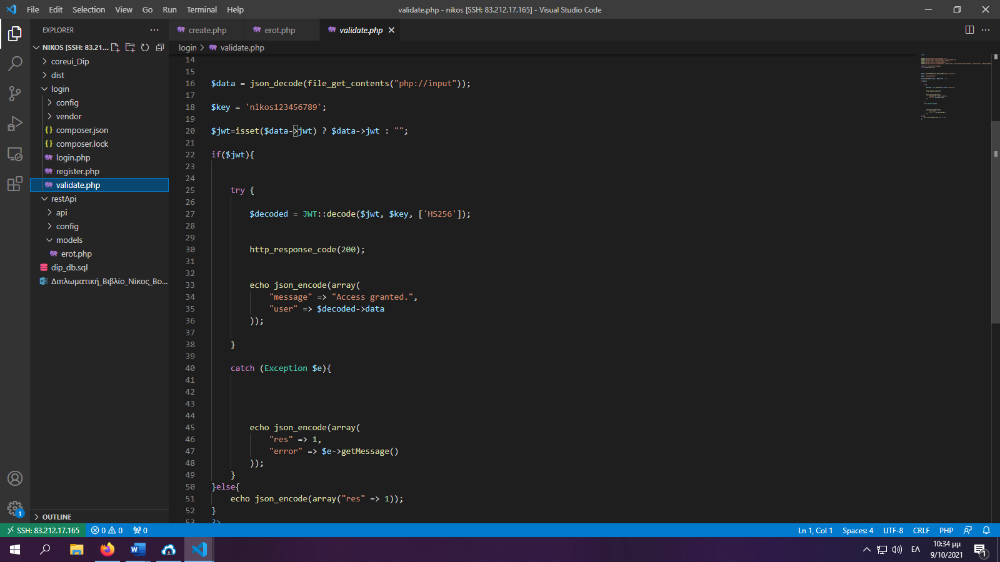 File Edit Selection View Go Run Terminal Help
validate.php - nikos [SSH: 83.212.17.165] - Visual Studio Code
EXPLORER
NIKOS [SSH: 83.21...
coreui_Dip
dist
login
config
vendor
composer.json
composer.lock
login.php
register.php
validate.php
restApi
api
config
models
erot.php
dip_db.sql
Διπλωματική_Βιβλίο_Νίκος_Βο...
OUTLINE
create.php erot.php validate.php
login > validate.php
14
15
16 $data = json_decode(file_get_contents("php://input"));
17
18 $key = 'nikos123456789';
19
20 $jwt=isset($data->jwt) ? $data->jwt : "";
21
22 if($jwt){
23
24
25 try {
26
27 $decoded = JWT::decode($jwt, $key, ['HS256']);
28
29
30 http_response_code(200);
31
32
33 echo json_encode(array(
34 "message" => "Access granted.",
35 "user" => $decoded->data
36 ));
37
38 }
39
40 catch (Exception $e){
41
42
43
44
45 echo json_encode(array(
46 "res" => 1,
47 "error" => $e->getMessage()
48 ));
49 }
50 }else{
51 echo json_encode(array("res" => 1));
52 }
53 ?>
SSH: 83.212.17.165 0 0 0
Ln 1, Col 1 Spaces: 4 UTF-8 CRLF PHP
1
ΕΛ
10:34 μμ
9/10/2021
1